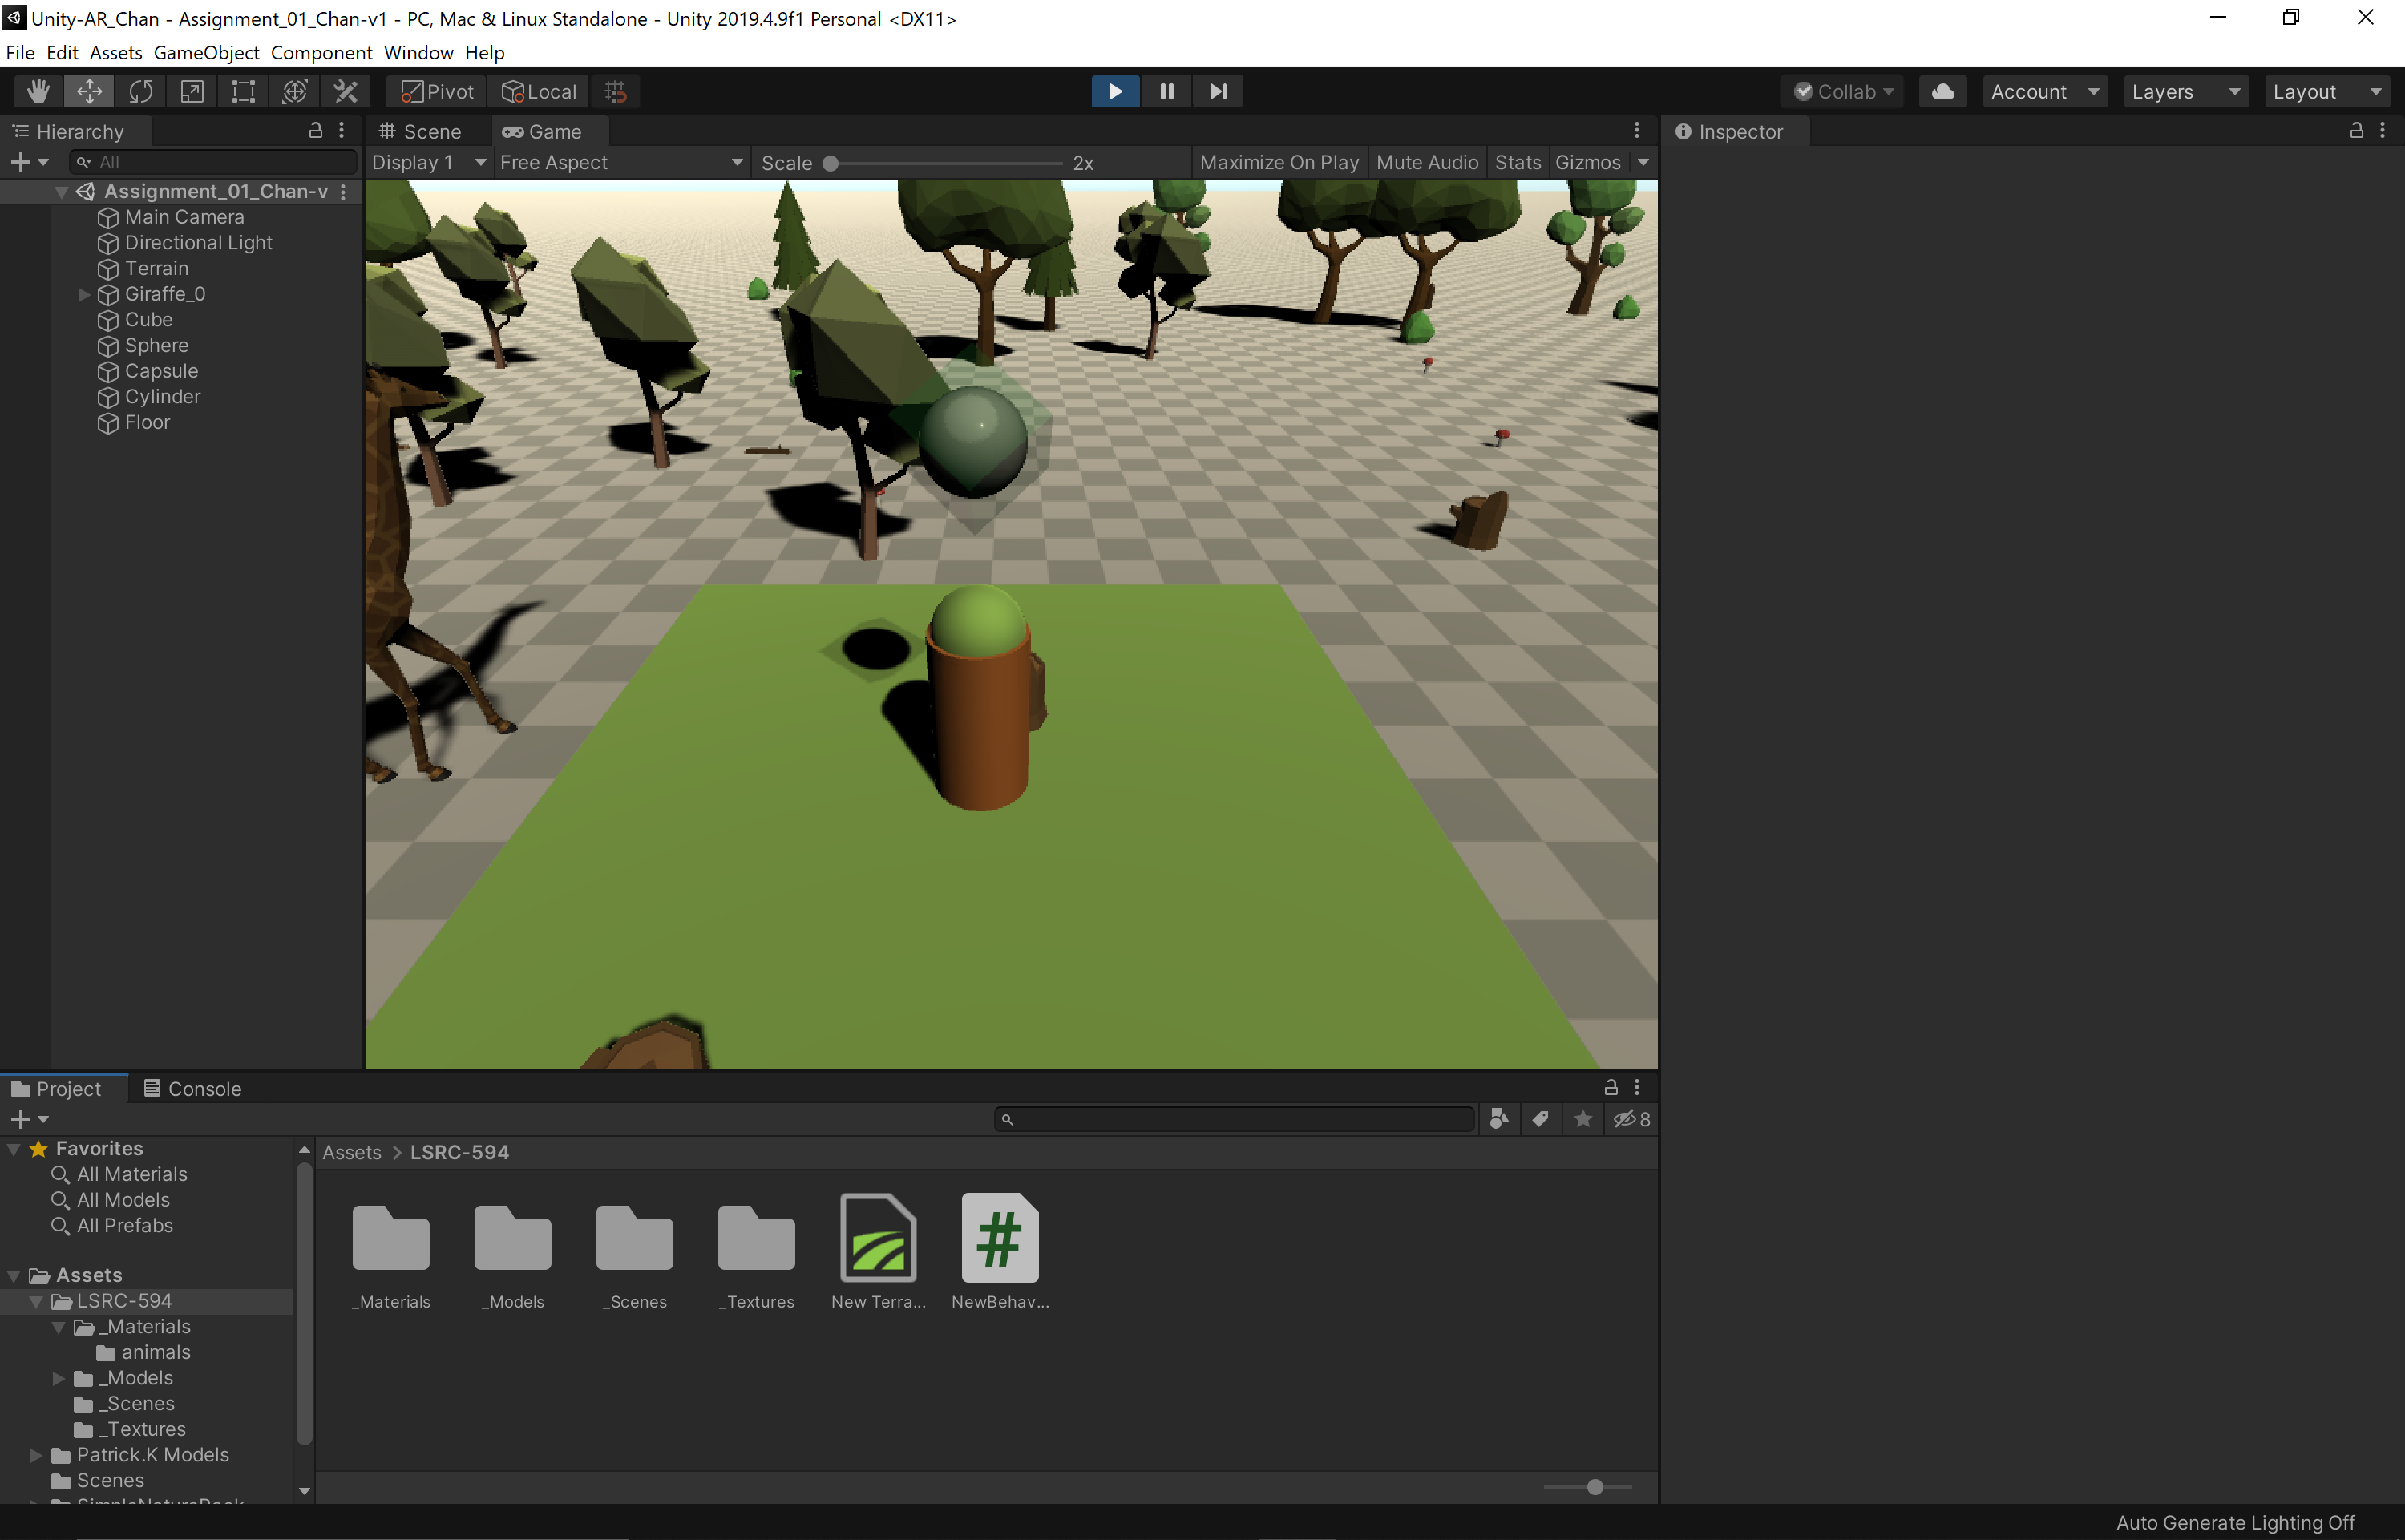 Unity-AR_Chan - Assignment_01_Chan-v1 - PC, Mac & Linux Standalone - Unity 2019.4.9f1 Personal <DX11>
File Edit Assets GameObject Component Window Help
Pivot Local Collab Account Layers Layout
Hierarchy
All
Assignment_01_Chan-v
Main Camera
Directional Light
Terrain
Giraffe_0
Cube
Sphere
Capsule
Cylinder
Floor
Scene Game
Display 1 Free Aspect Scale 2x Maximize On Play Mute Audio Stats Gizmos
Inspector
Project Console
8
Favorites
All Materials
All Models
All Prefabs
Assets
LSRC-594
_Materials
animals
_Models
_Scenes
_Textures
Patrick.K Models
Scenes
Assets > LSRC-594
_Materials _Models _Scenes _Textures New Terra... NewBehav...
Auto Generate Lighting Off